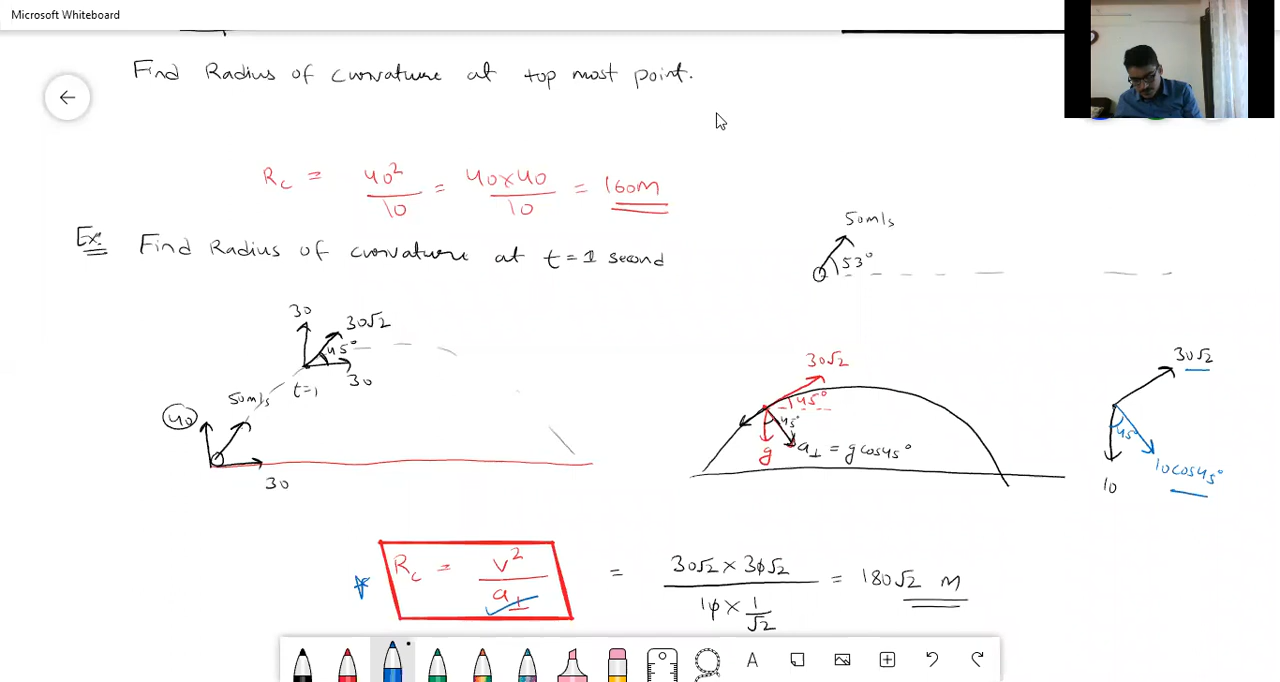 Microsoft Whiteboard
Find Radius of curvature at top most point.
Rc = 40²/10 = 40x40/10 = 160M
50m/s
53°
Ex: Find Radius of curvature at t = 1 second
30
30√2
45°
30
t=1
50m/s
40
30
30√2
45°
45°
g
a⊥ = g cos45°
30√2
45°
10cos45°
10
Rc = v²/a⊥ = 30√2 x 30√2/10 x 1/√2 = 180√2 M
A